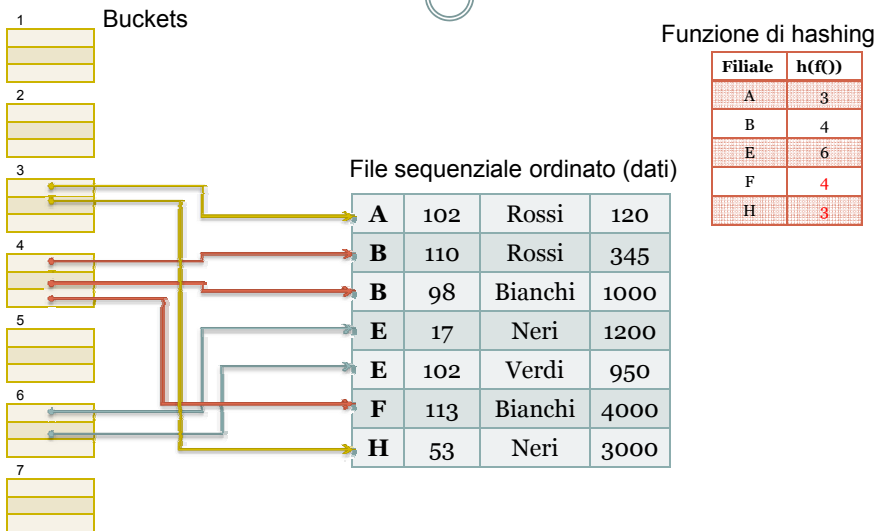 Buckets
1
2
3
4
5
6
7
Funzione di hashing
Filiale h(f())
A 3
B 4
E 6
F 4
H 3
File sequenziale ordinato (dati)
A 102 Rossi 120
B 110 Rossi 345
B 98 Bianchi 1000
E 17 Neri 1200
E 102 Verdi 950
F 113 Bianchi 4000
H 53 Neri 3000